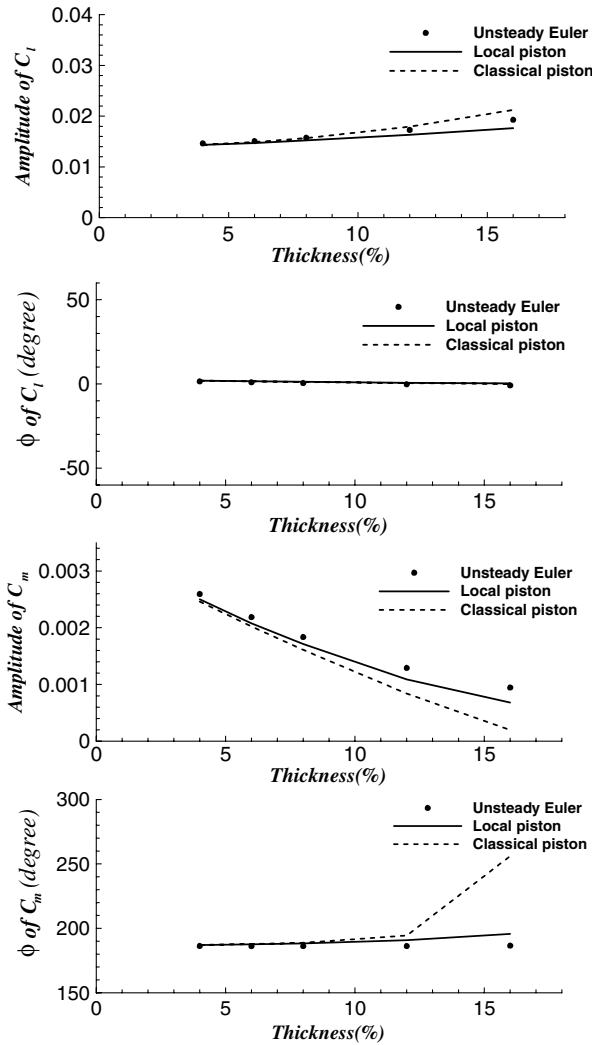 0.04
0.03
0.02
0.01
0
Amplitude of C_l
Unsteady Euler
Local piston
Classical piston
0 5 10 15
Thickness(%)
50
0
-50
ϕ of C_l (degree)
Unsteady Euler
Local piston
Classical piston
0 5 10 15
Thickness(%)
0.003
0.002
0.001
0
Amplitude of C_m
Unsteady Euler
Local piston
Classical piston
0 5 10 15
Thickness(%)
300
250
200
150
ϕ of C_m (degree)
Unsteady Euler
Local piston
Classical piston
0 5 10 15
Thickness(%)